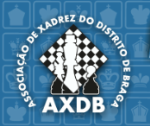 ASSOCIAÇÃO DE XADREZ DO DISTRITO DE BRAGA
AXDB